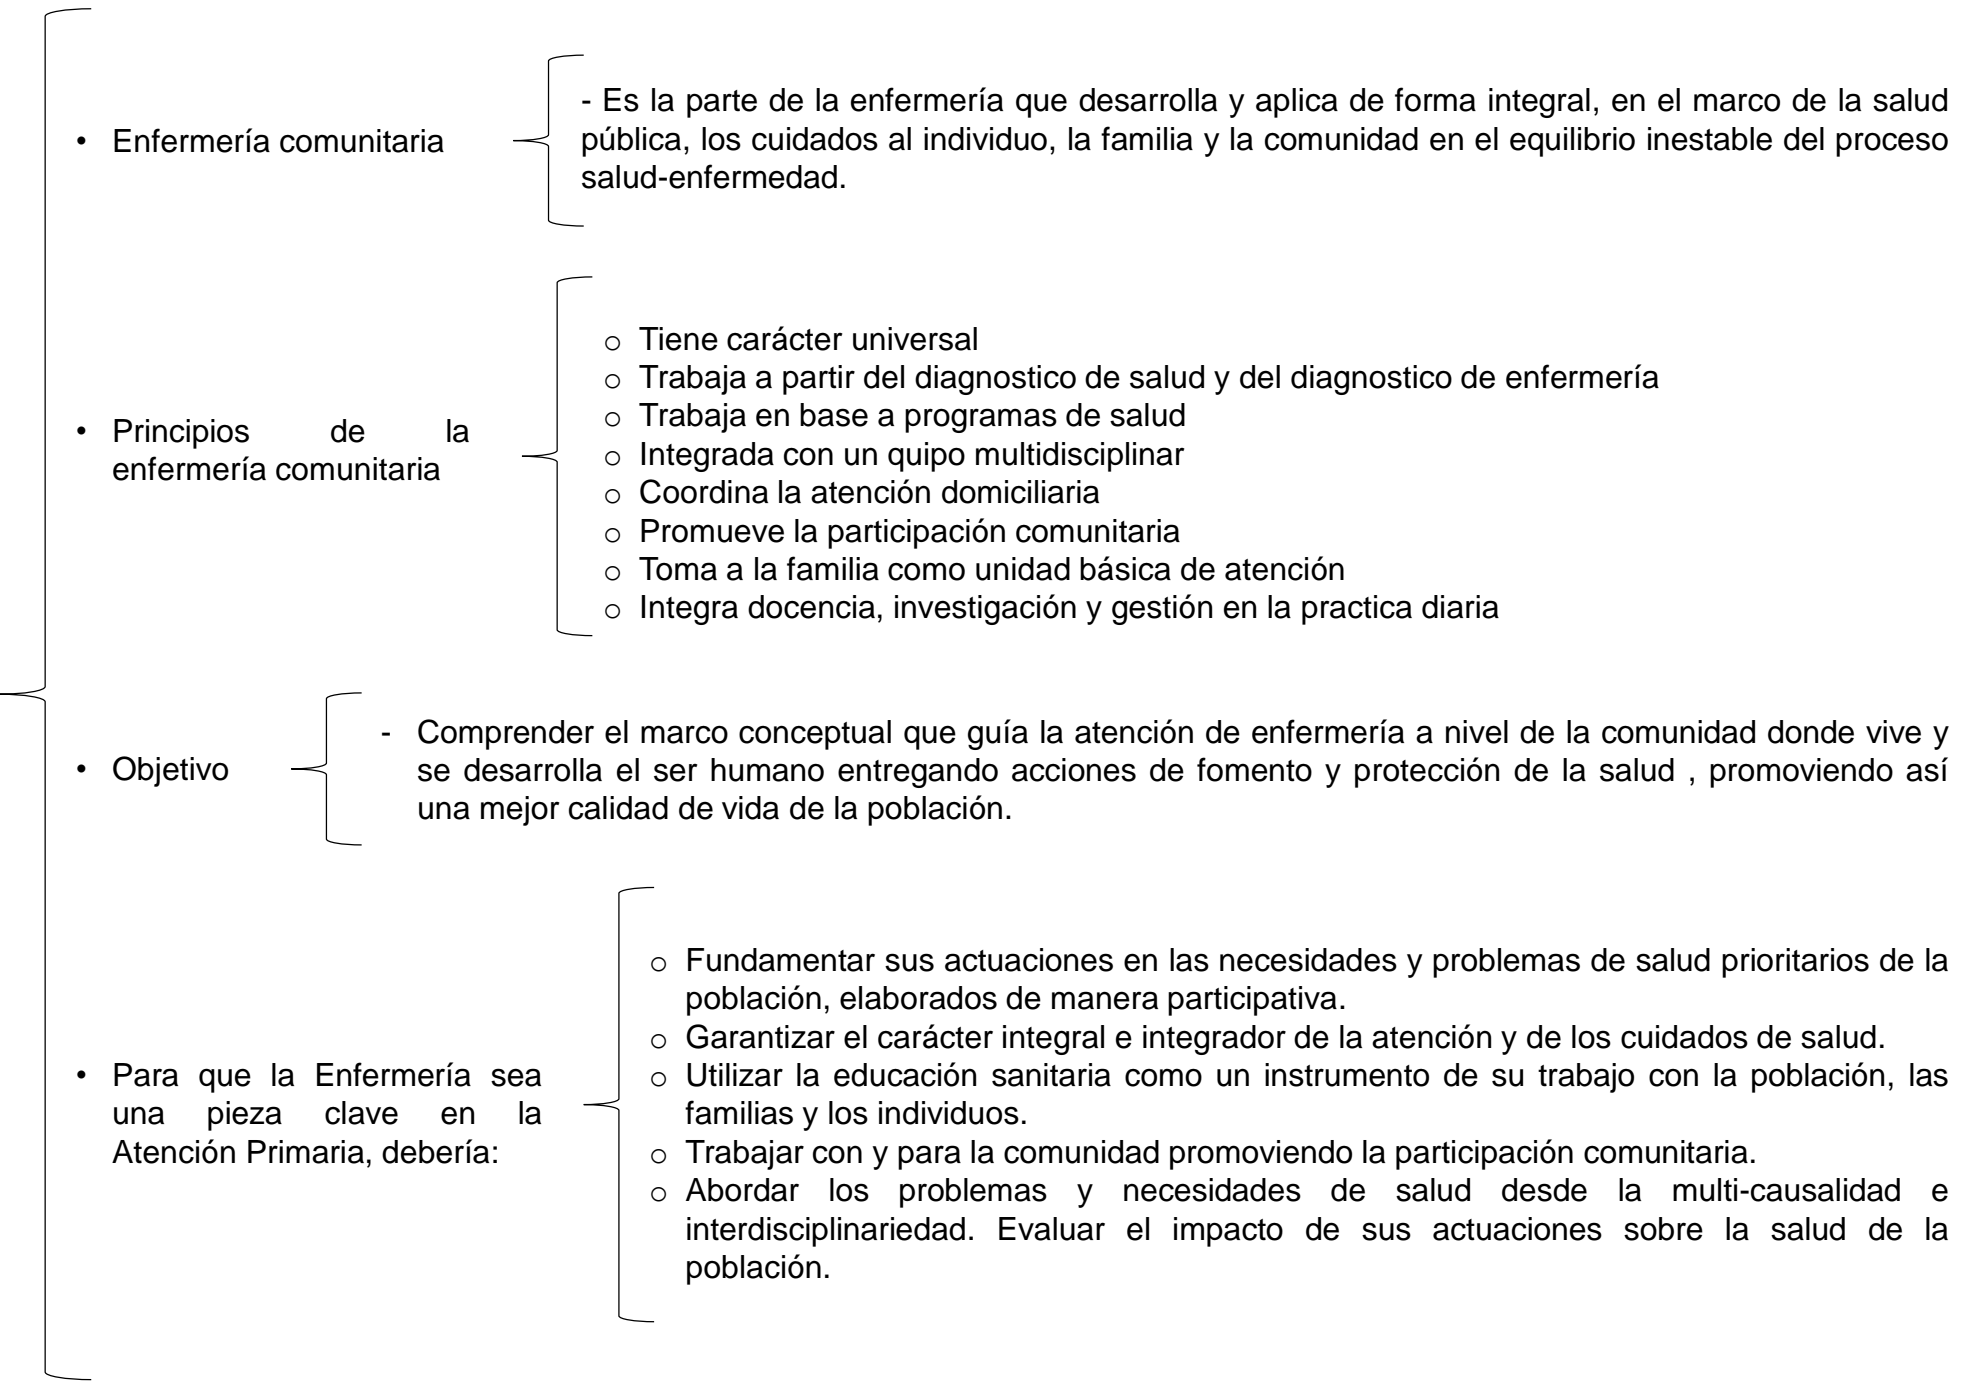 • Enfermería comunitaria
- Es la parte de la enfermería que desarrolla y aplica de forma integral, en el marco de la salud
pública, los cuidados al individuo, la familia y la comunidad en el equilibrio inestable del proceso
salud-enfermedad.
• Principios de la
enfermería comunitaria
o Tiene carácter universal
o Trabaja a partir del diagnostico de salud y del diagnostico de enfermería
o Trabaja en base a programas de salud
o Integrada con un quipo multidisciplinar
o Coordina la atención domiciliaria
o Promueve la participación comunitaria
o Toma a la familia como unidad básica de atención
o Integra docencia, investigación y gestión en la practica diaria
• Objetivo
- Comprender el marco conceptual que guía la atención de enfermería a nivel de la comunidad donde vive y
se desarrolla el ser humano entregando acciones de fomento y protección de la salud , promoviendo así
una mejor calidad de vida de la población.
• Para que la Enfermería sea
una pieza clave en la
Atención Primaria, debería:
o Fundamentar sus actuaciones en las necesidades y problemas de salud prioritarios de la
población, elaborados de manera participativa.
o Garantizar el carácter integral e integrador de la atención y de los cuidados de salud.
o Utilizar la educación sanitaria como un instrumento de su trabajo con la población, las
familias y los individuos.
o Trabajar con y para la comunidad promoviendo la participación comunitaria.
o Abordar los problemas y necesidades de salud desde la multi-causalidad e
interdisciplinariedad. Evaluar el impacto de sus actuaciones sobre la salud de la
población.